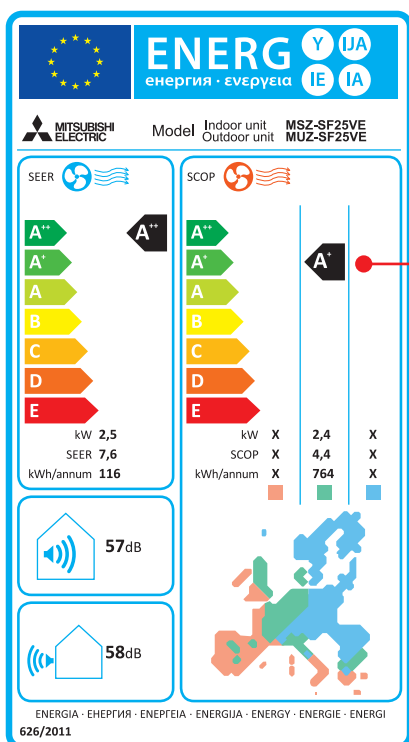 ENERG
енергия · ενεργεια
Y IJA
IE IA
MITSUBISHI
ELECTRIC
Model
Indoor unit MSZ-SF25VE
Outdoor unit MUZ-SF25VE
SEER
A++
A++
A+
A
B
C
D
E
kW 2,5
SEER 7,6
kWh/annum 116
SCOP
A++
A+
A+
A
B
C
D
E
kW X 2,4 X
SCOP X 4,4 X
kWh/annum X 764 X
57dB
58dB
ENERGIA · ЕНЕРГИЯ · ΕΝΕΡΓΕΙΑ · ENERGIJA · ENERGY · ENERGIE · ENERGI
626/2011